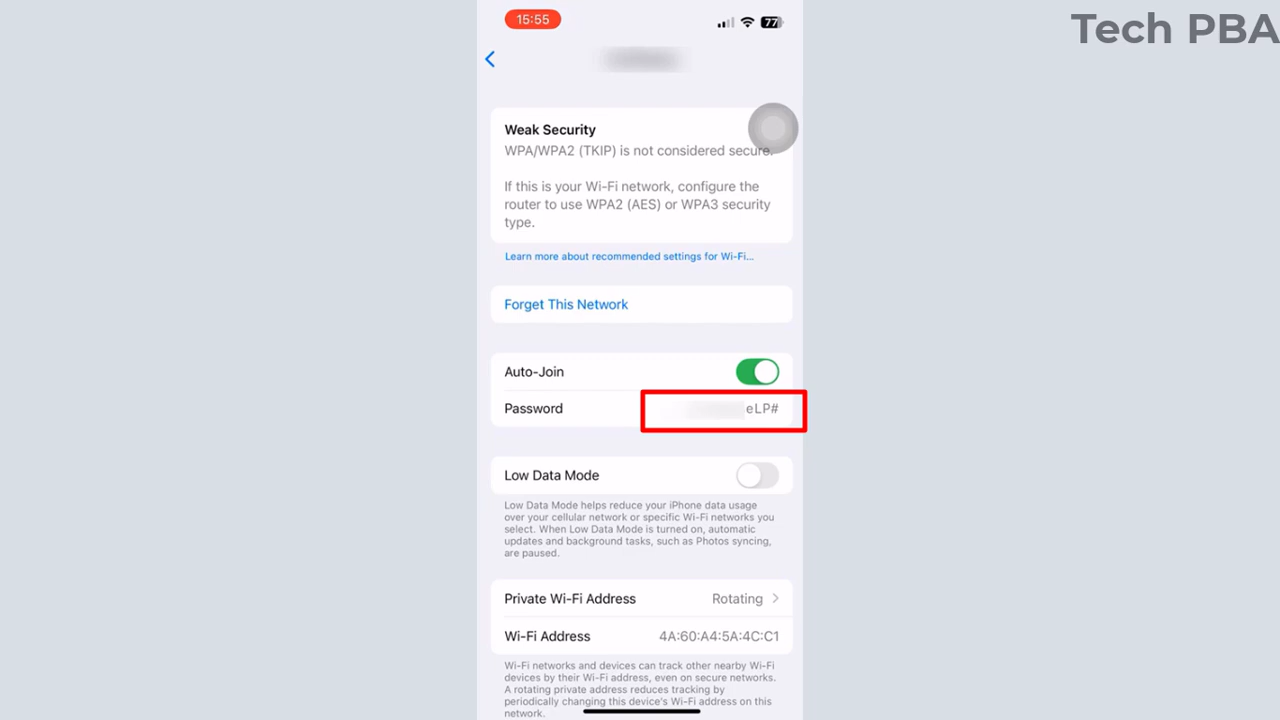 Tech PBA
15:55
77
Weak Security
WPA/WPA2 (TKIP) is not considered secure.
If this is your Wi-Fi network, configure the
router to use WPA2 (AES) or WPA3 security
type.
Learn more about recommended settings for Wi-Fi...
Forget This Network
Auto-Join
Password eLP#
Low Data Mode
Low Data Mode helps reduce your iPhone data usage
over your cellular network or specific Wi-Fi networks you
select. When Low Data Mode is turned on, automatic
updates and background tasks, such as Photos syncing,
are paused.
Private Wi-Fi Address Rotating
Wi-Fi Address 4A:60:A4:5A:4C:C1
Wi-Fi networks and devices can track other nearby Wi-Fi
devices by their Wi-Fi address, even on secure networks.
A rotating private address reduces tracking by
periodically changing this device's Wi-Fi address on this
network.